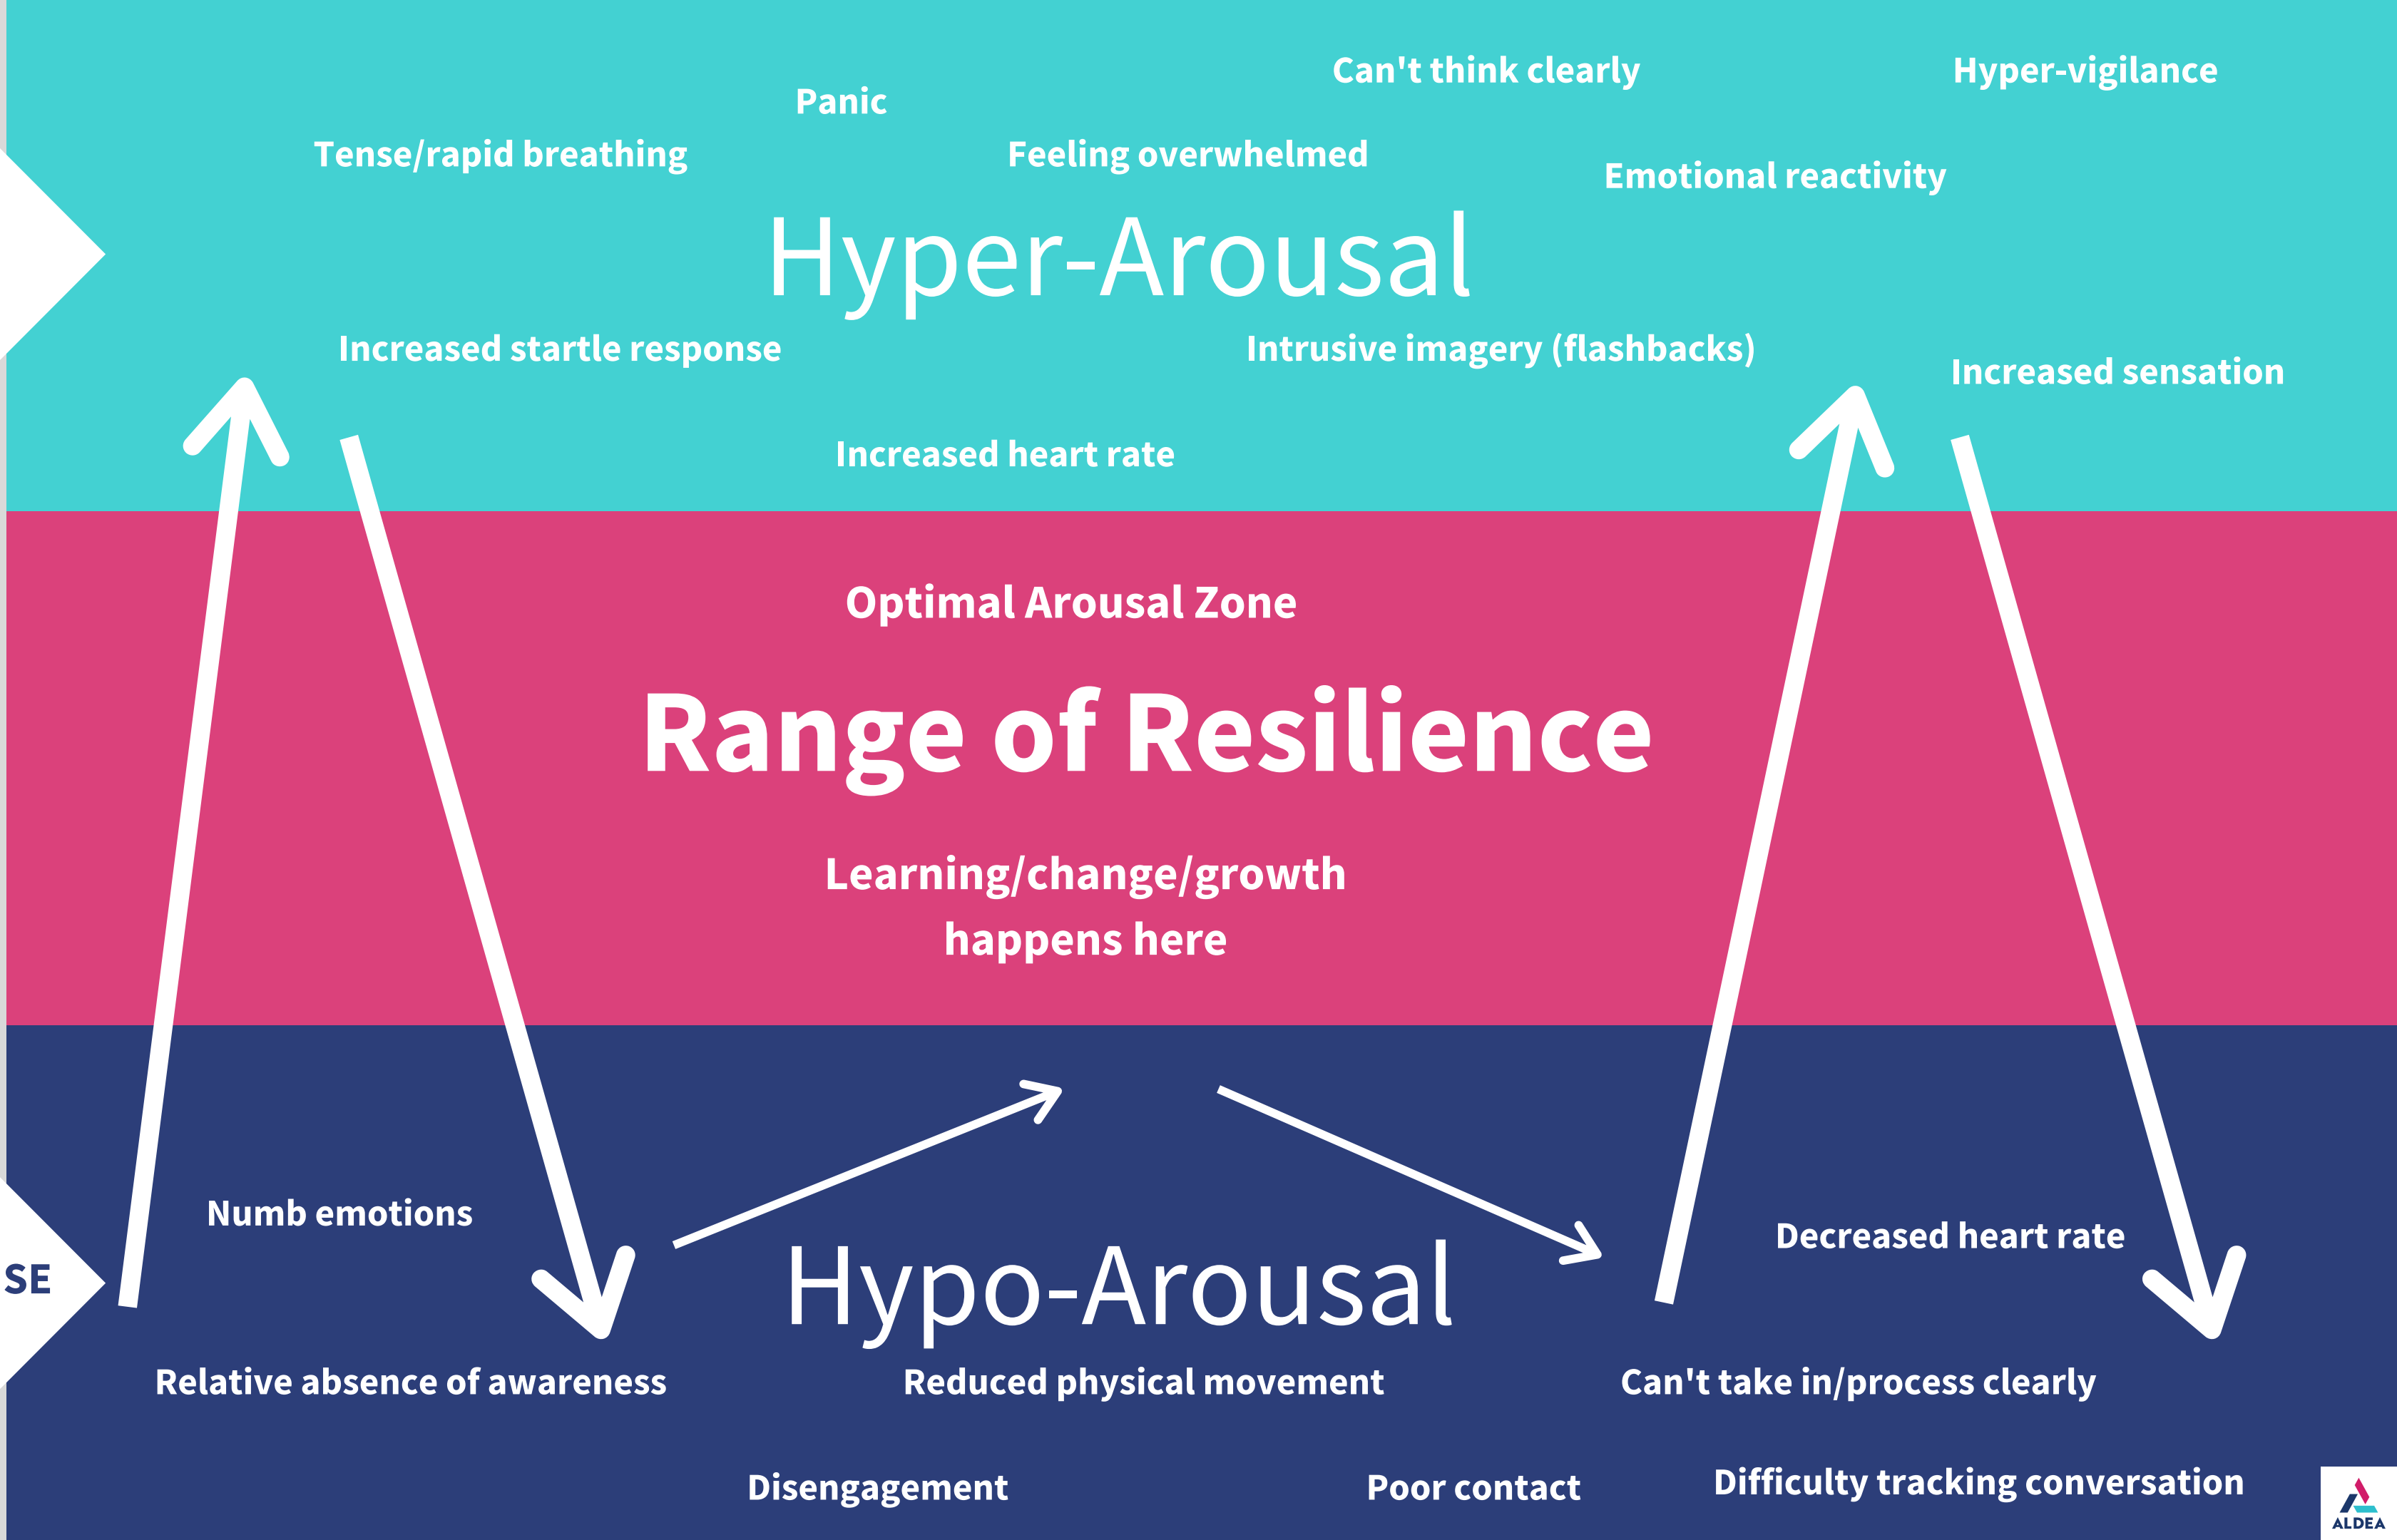 Can't think clearly
Hyper-vigilance
Panic
Tense/rapid breathing
Feeling overwhelmed
Emotional reactivity
Hyper-Arousal
Increased startle response
Intrusive imagery (flashbacks)
Increased sensation
Increased heart rate
Optimal Arousal Zone
Range of Resilience
Learning/change/growth
happens here
Numb emotions
Decreased heart rate
SE
Hypo-Arousal
Relative absence of awareness
Reduced physical movement
Can't take in/process clearly
Disengagement
Poor contact
Difficulty tracking conversation
ALDEA